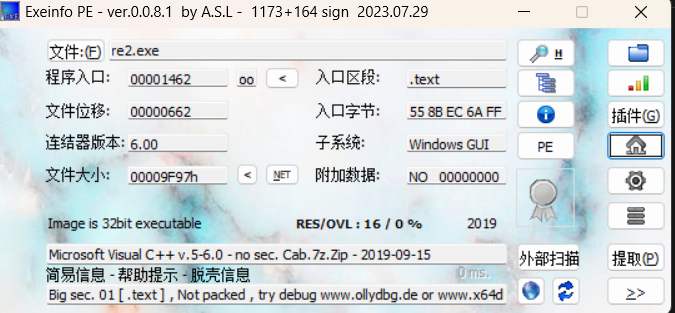 Exeinfo PE - ver.0.0.8.1 by A.S.L - 1173+164 sign 2023.07.29
文件:(F) re2.exe H
程序入口: 00001462 oo < 入口区段: .text
文件位移: 00000662 入口字节: 55 8B EC 6A FF 插件(G)
连结器版本: 6.00 子系统: Windows GUI PE
文件大小: 00009F97h < NET 附加数据: NO 00000000
Image is 32bit executable RES/OVL : 16 / 0 % 2019
Microsoft Visual C++ v.5-6.0 - no sec. Cab.7z.Zip - 2019-09-15 外部扫描 提取(P)
简易信息 - 帮助提示 - 脱壳信息 0 ms.
Big sec. 01 [ .text ] , Not packed , try debug www.ollydbg.de or www.x64d >>